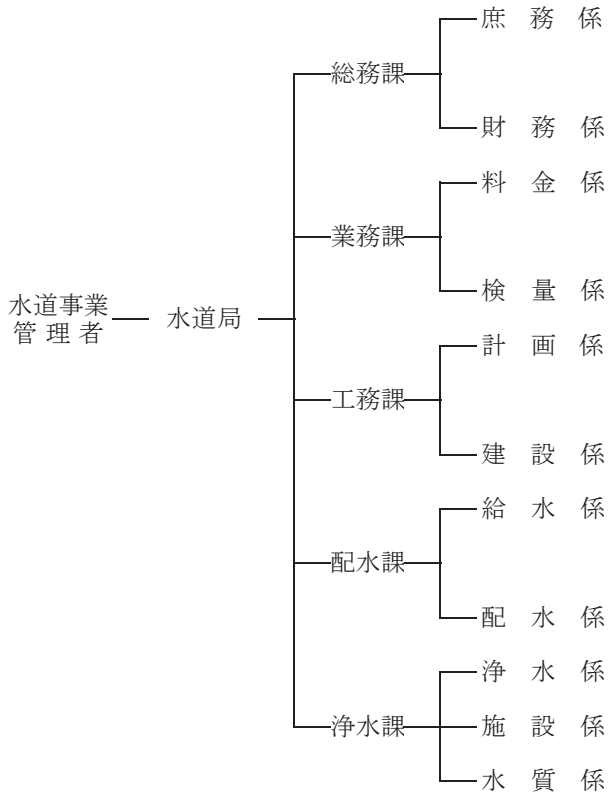 水道事業
管理者
水道局
総務課
庶務係
財務係
業務課
料金係
検量係
工務課
計画係
建設係
配水課
給水係
配水係
浄水課
浄水係
施設係
水質係